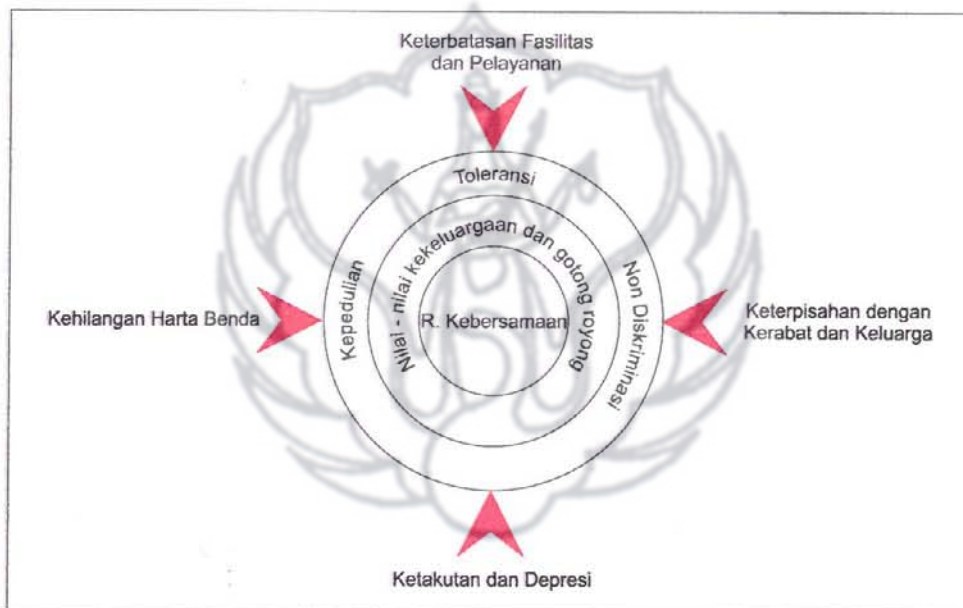 Keterbatasan Fasilitas
dan Pelayanan
Toleransi
Kepedulian
Non Diskriminasi
Nilai - nilai kekeluargaan dan gotong royong
R. Kebersamaan
Kehilangan Harta Benda
Keterpisahan dengan
Kerabat dan Keluarga
Ketakutan dan Depresi